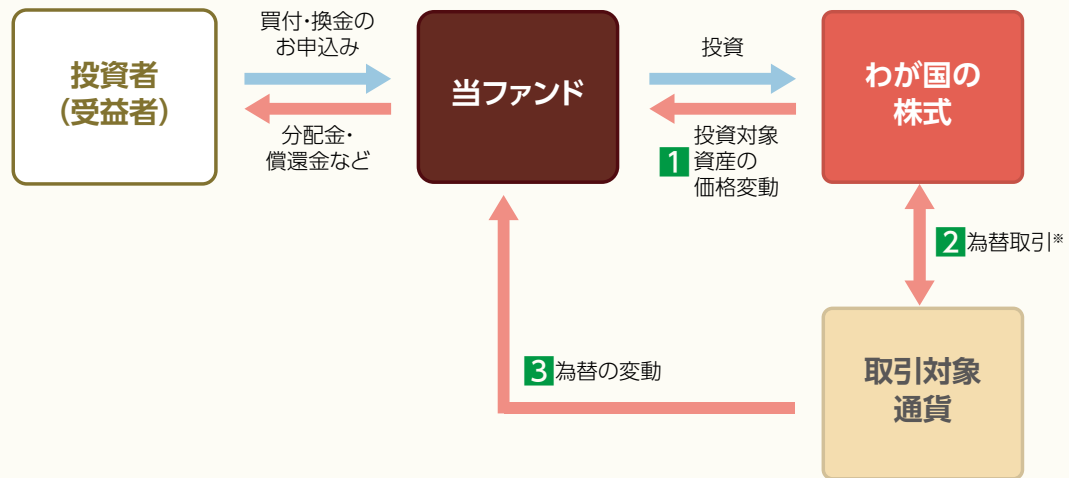 投資者
(受益者)
買付・換金の
お申込み
分配金・
償還金など
当ファンド
投資
1 投資対象
資産の
価格変動
わが国の
株式
2 為替取引※
3 為替の変動
取引対象
通貨